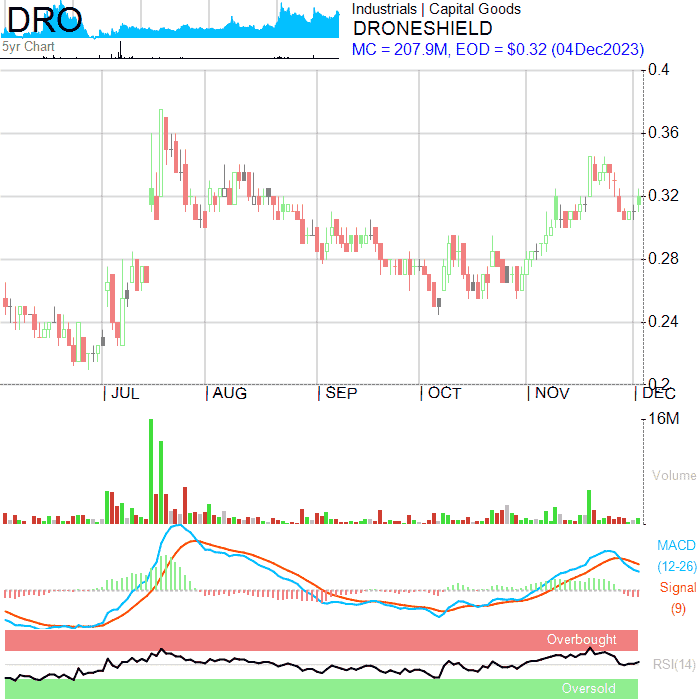 DRO
5yr Chart
Industrials | Capital Goods
DRONESHIELD
MC = 207.9M, EOD = $0.32 (04Dec2023)
0.4
0.36
0.32
0.28
0.24
0.2
JUL AUG SEP OCT NOV DEC
16M
Volume
MACD
(12-26)
Signal
(9)
Overbought
RSI(14)
Oversold